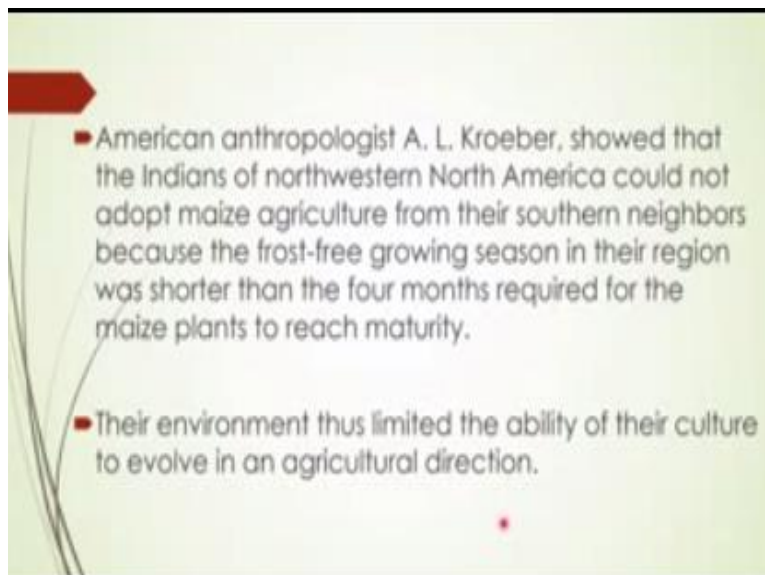 American anthropologist A. L. Kroeber, showed that
the Indians of northwestern North America could not
adopt maize agriculture from their southern neighbors
because the frost-free growing season in their region
was shorter than the four months required for the
maize plants to reach maturity.
Their environment thus limited the ability of their culture
to evolve in an agricultural direction.